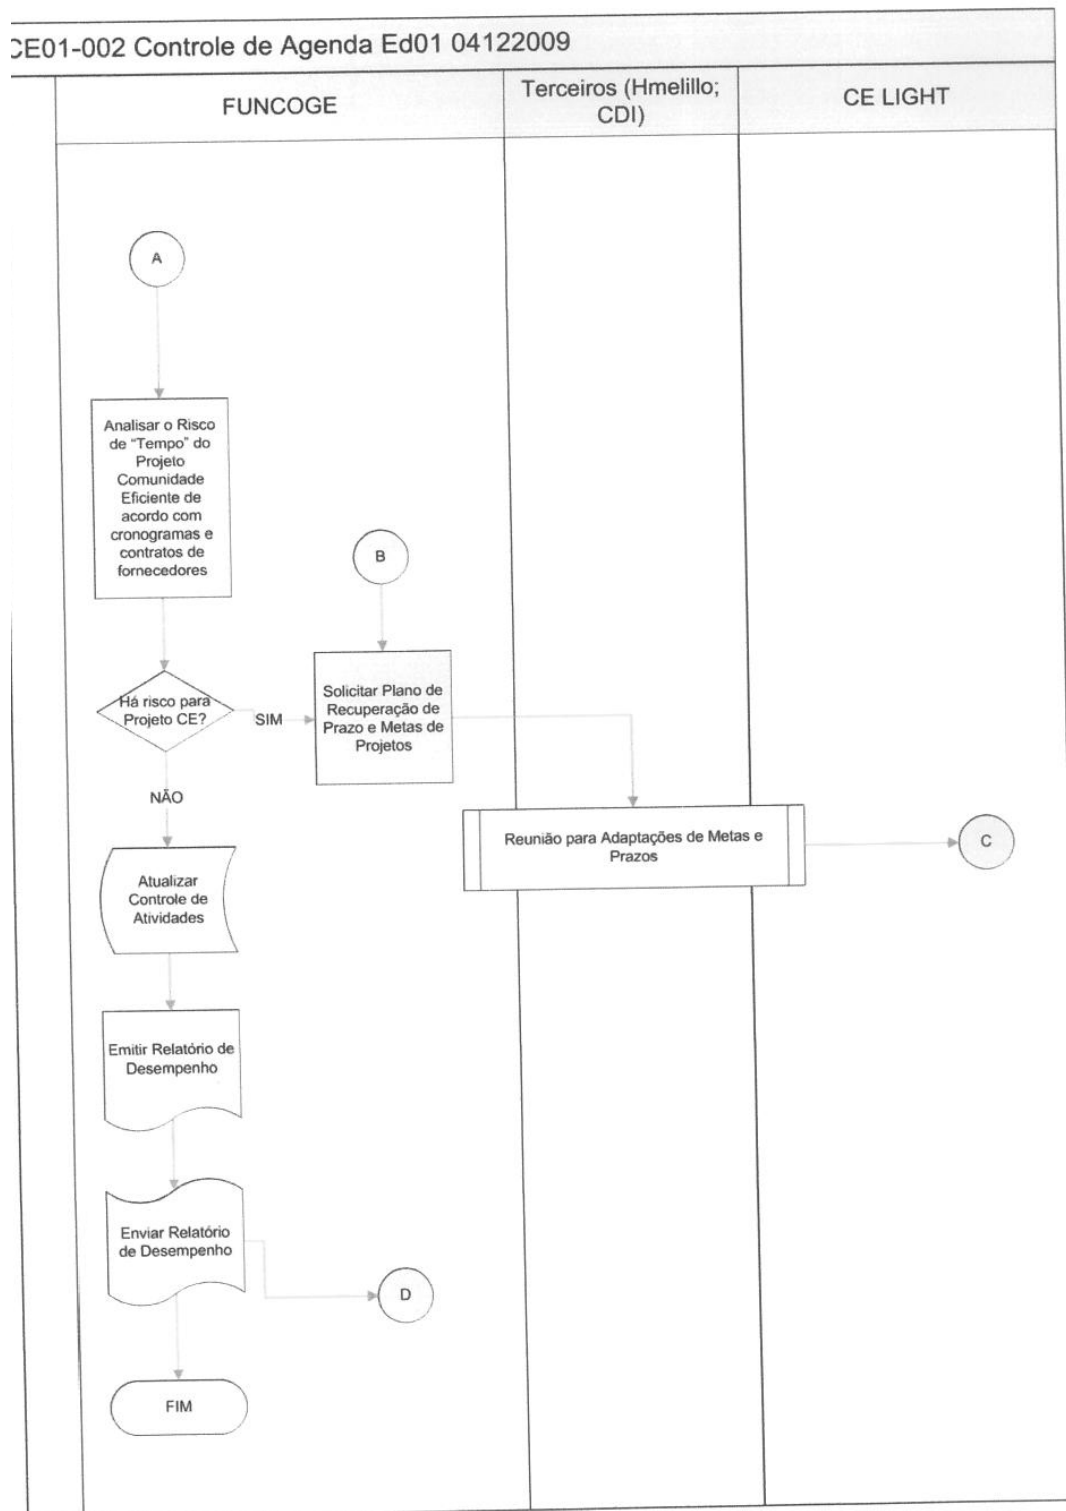 CE01-002 Controle de Agenda Ed01 04122009
FUNCOGE
Terceiros (Hmelillo;
CDI)
CE LIGHT
A
Analisar o Risco
de “Tempo” do
Projeto
Comunidade
Eficiente de
acordo com
cronogramas e
contratos de
fornecedores
B
Há risco para
Projeto CE?
SIM
Solicitar Plano de
Recuperação de
Prazo e Metas de
Projetos
NÃO
Reunião para Adaptações de Metas e
Prazos
C
Atualizar
Controle de
Atividades
Emitir Relatório de
Desempenho
Enviar Relatório
de Desempenho
D
FIM